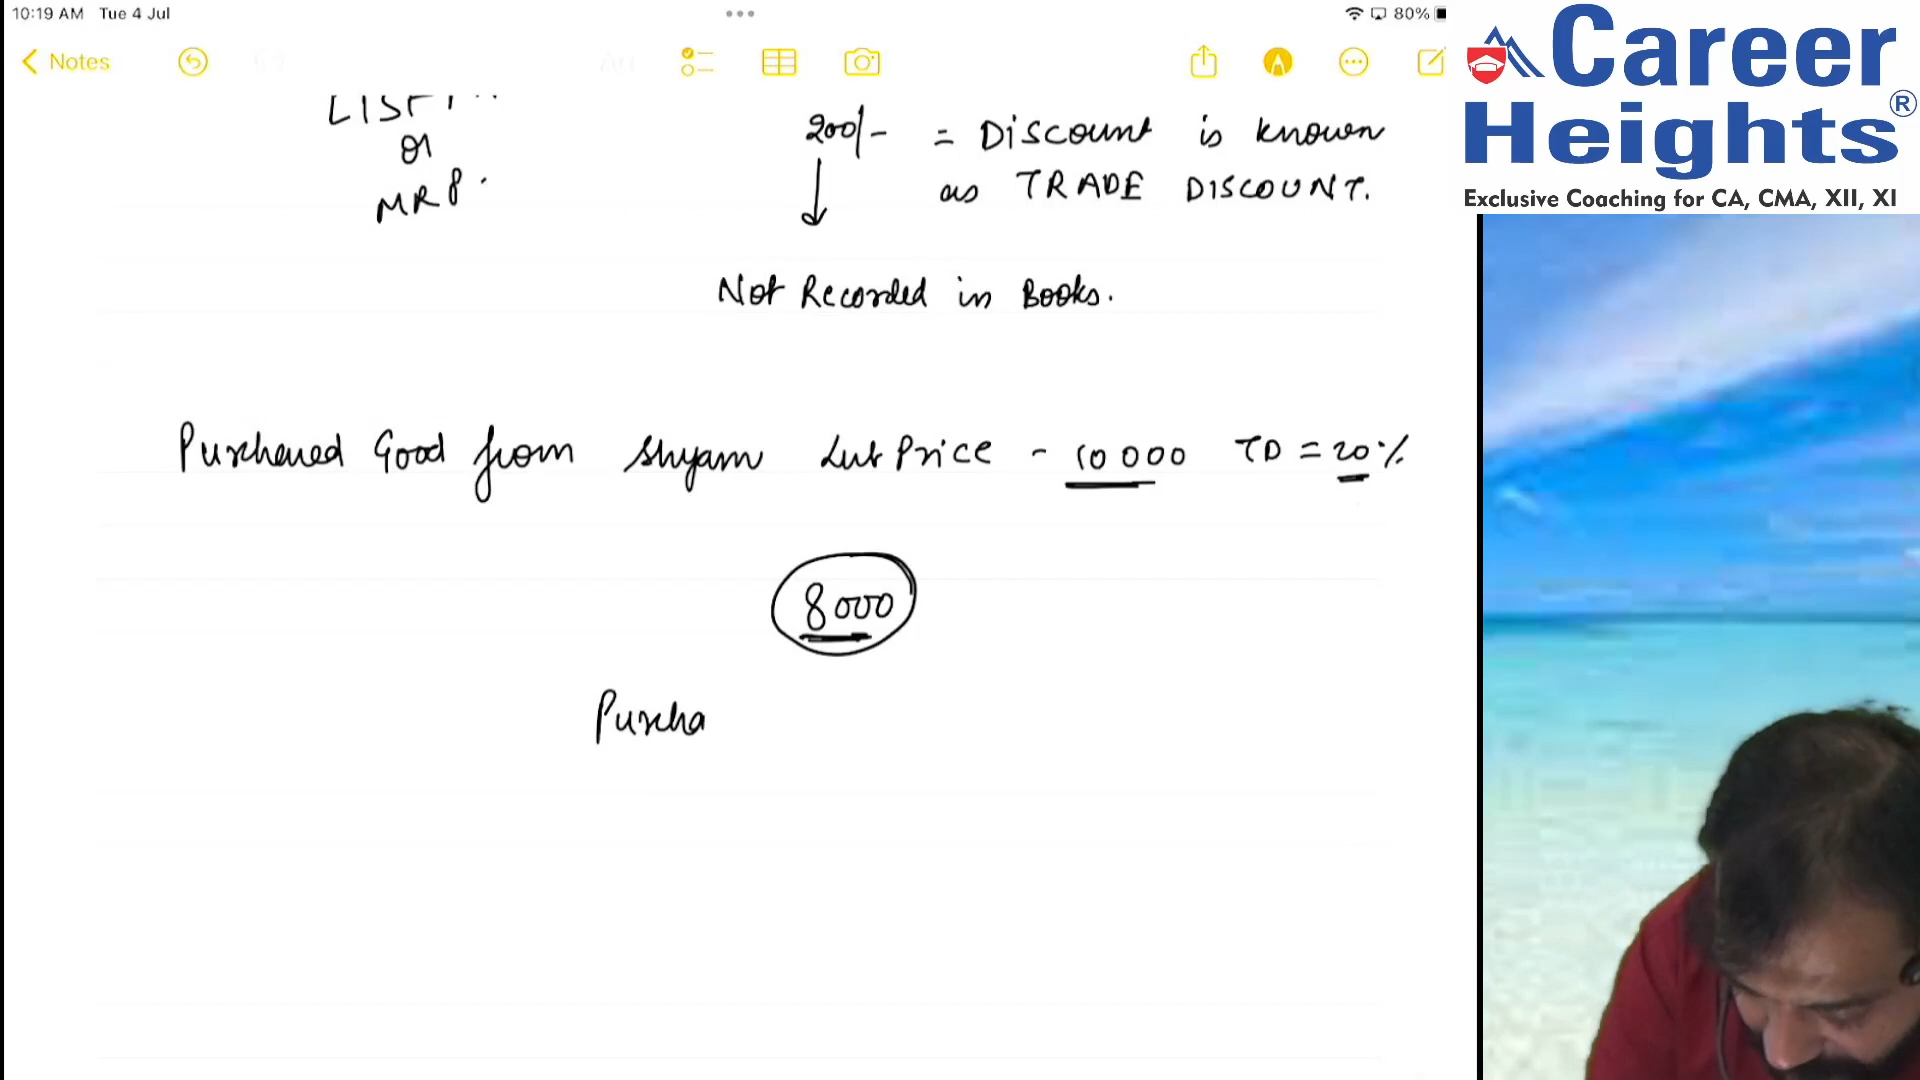 10:19 AM Tue 4 Jul
80%
Notes
Career
Heights®
Exclusive Coaching for CA, CMA, XII, XI
LIST
or
MRP.
200/- = Discount is known
as TRADE DISCOUNT.
Not Recorded in Books.
Purchased Good from Shyam List Price - 10 000 TD = 20%
8000
Purcha